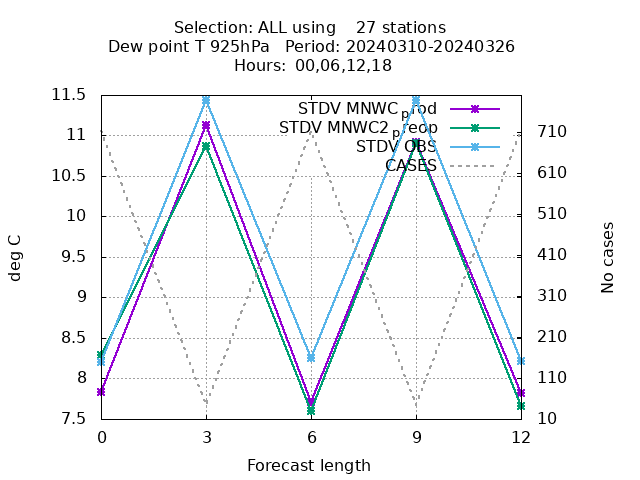 Selection: ALL using    27 stations
Dew point T 925hPa   Period: 20240310-20240326
Hours: 00,06,12,18
STDV MNWCprod
STDV MNWC2preop
STDV OBS
CASES
11.5
11
10.5
10
9.5
9
8.5
8
7.5
710
610
510
410
310
210
110
10
deg C
No cases
0 3 6 9 12
Forecast length